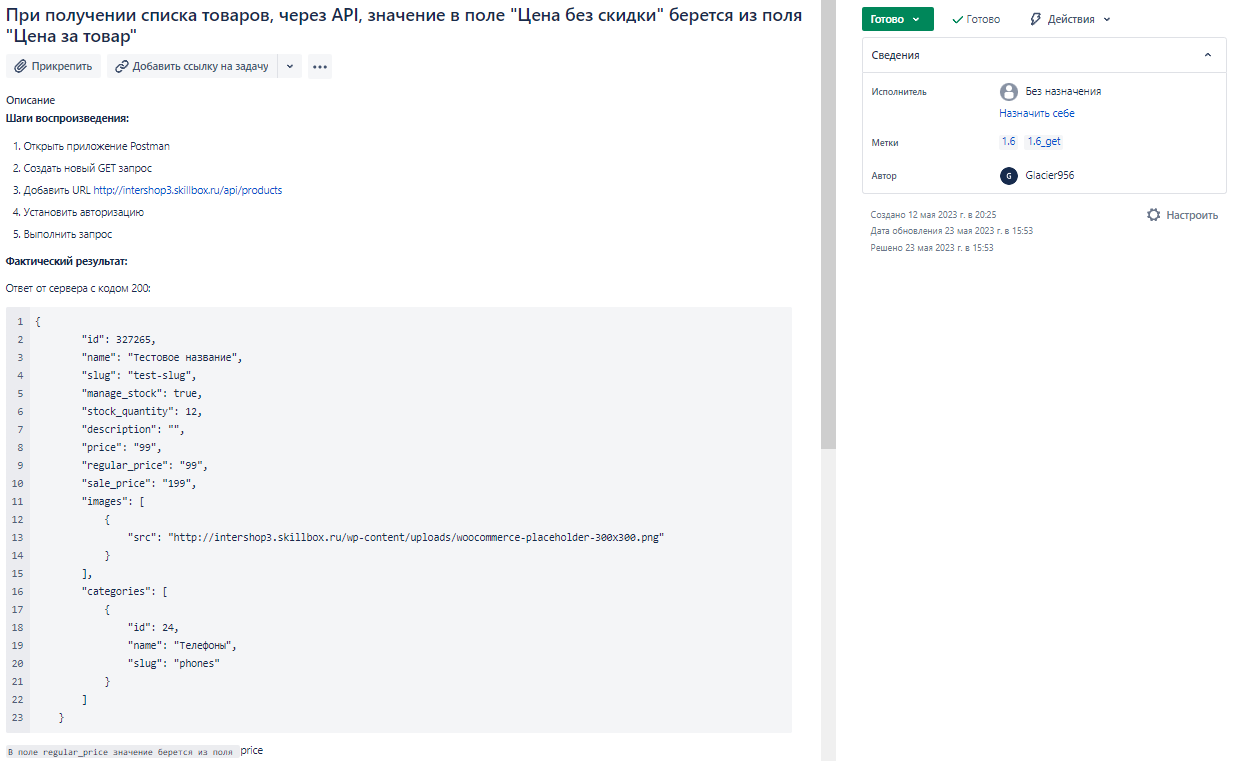 При получении списка товаров, через API, значение в поле "Цена без скидки" берется из поля
"Цена за товар"
Прикрепить
Добавить ссылку на задачу
Описание
Шаги воспроизведения:
1. Открыть приложение Postman
2. Создать новый GET запрос
3. Добавить URL http://intershop3.skillbox.ru/api/products
4. Установить авторизацию
5. Выполнить запрос
Фактический результат:
Ответ от сервера с кодом 200:
1 {
2 "id": 327265,
3 "name": "Тестовое название",
4 "slug": "test-slug",
5 "manage_stock": true,
6 "stock_quantity": 12,
7 "description": "",
8 "price": "99",
9 "regular_price": "99",
10 "sale_price": "199",
11 "images": [
12 {
13 "src": "http://intershop3.skillbox.ru/wp-content/uploads/woocommerce-placeholder-300x300.png"
14 }
15 ],
16 "categories": [
17 {
18 "id": 24,
19 "name": "Телефоны",
20 "slug": "phones"
21 }
22 ]
23 }
В поле regular_price значение берется из поля price
Готово
Готово
Действия
Сведения
Исполнитель
Без назначения
Назначить себе
Метки
1.6 1.6_get
Автор
G Glacier956
Создано 12 мая 2023 г. в 20:25
Настроить
Дата обновления 23 мая 2023 г. в 15:53
Решено 23 мая 2023 г. в 15:53